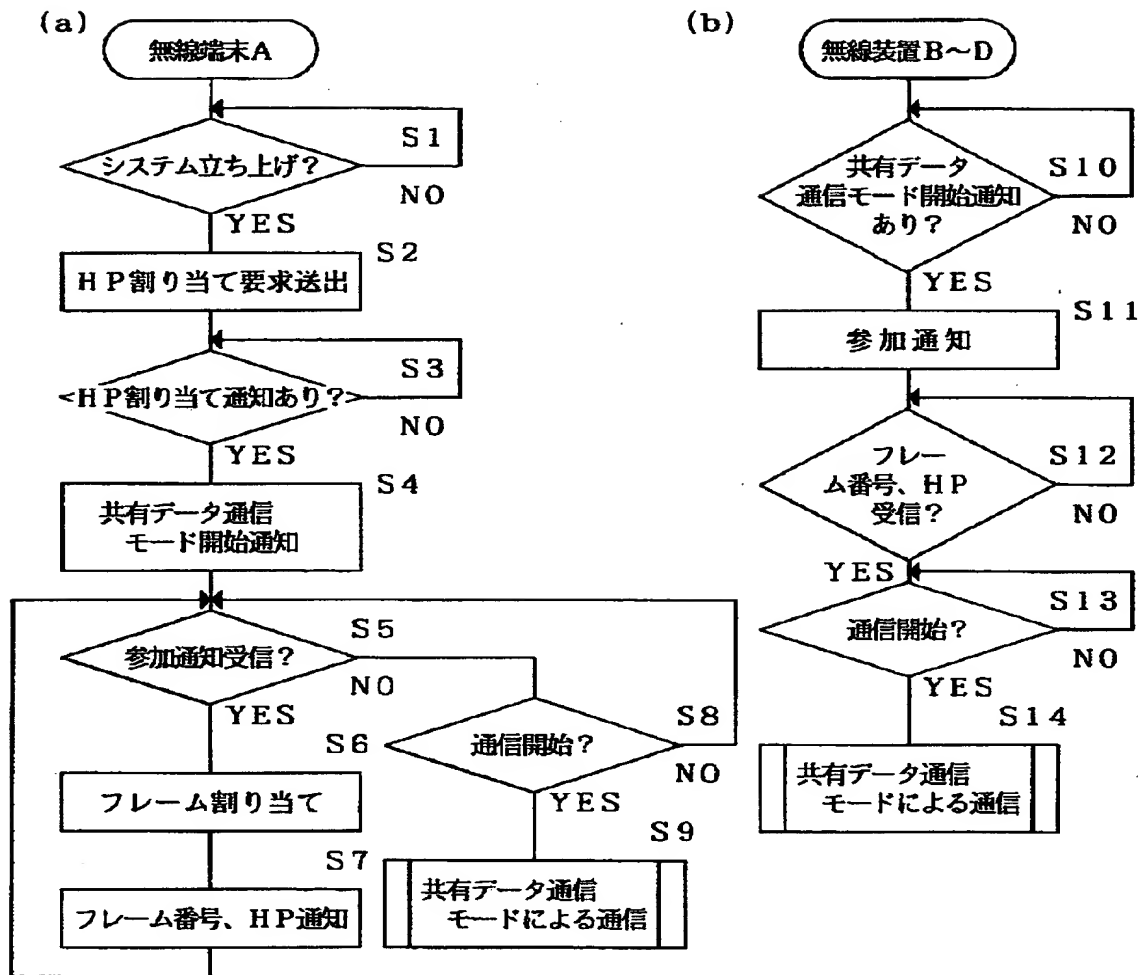 (a)
無線端末A
システム立ち上げ?
S1
NO
YES
S2
HP割り当て要求送出
S3
<HP割り当て通知あり?>
NO
YES
S4
共有データ通信
モード開始通知
S5
参加通知受信?
NO
YES
S6
フレーム割り当て
S7
フレーム番号、HP通知
S8
通信開始?
NO
YES
S9
共有データ通信
モードによる通信
(b)
無線装置B〜D
共有データ
通信モード開始通知
あり?
S10
NO
YES
S11
参加通知
S12
フレー
ム番号、HP
受信?
NO
YES
S13
通信開始?
NO
YES
S14
共有データ通信
モードによる通信